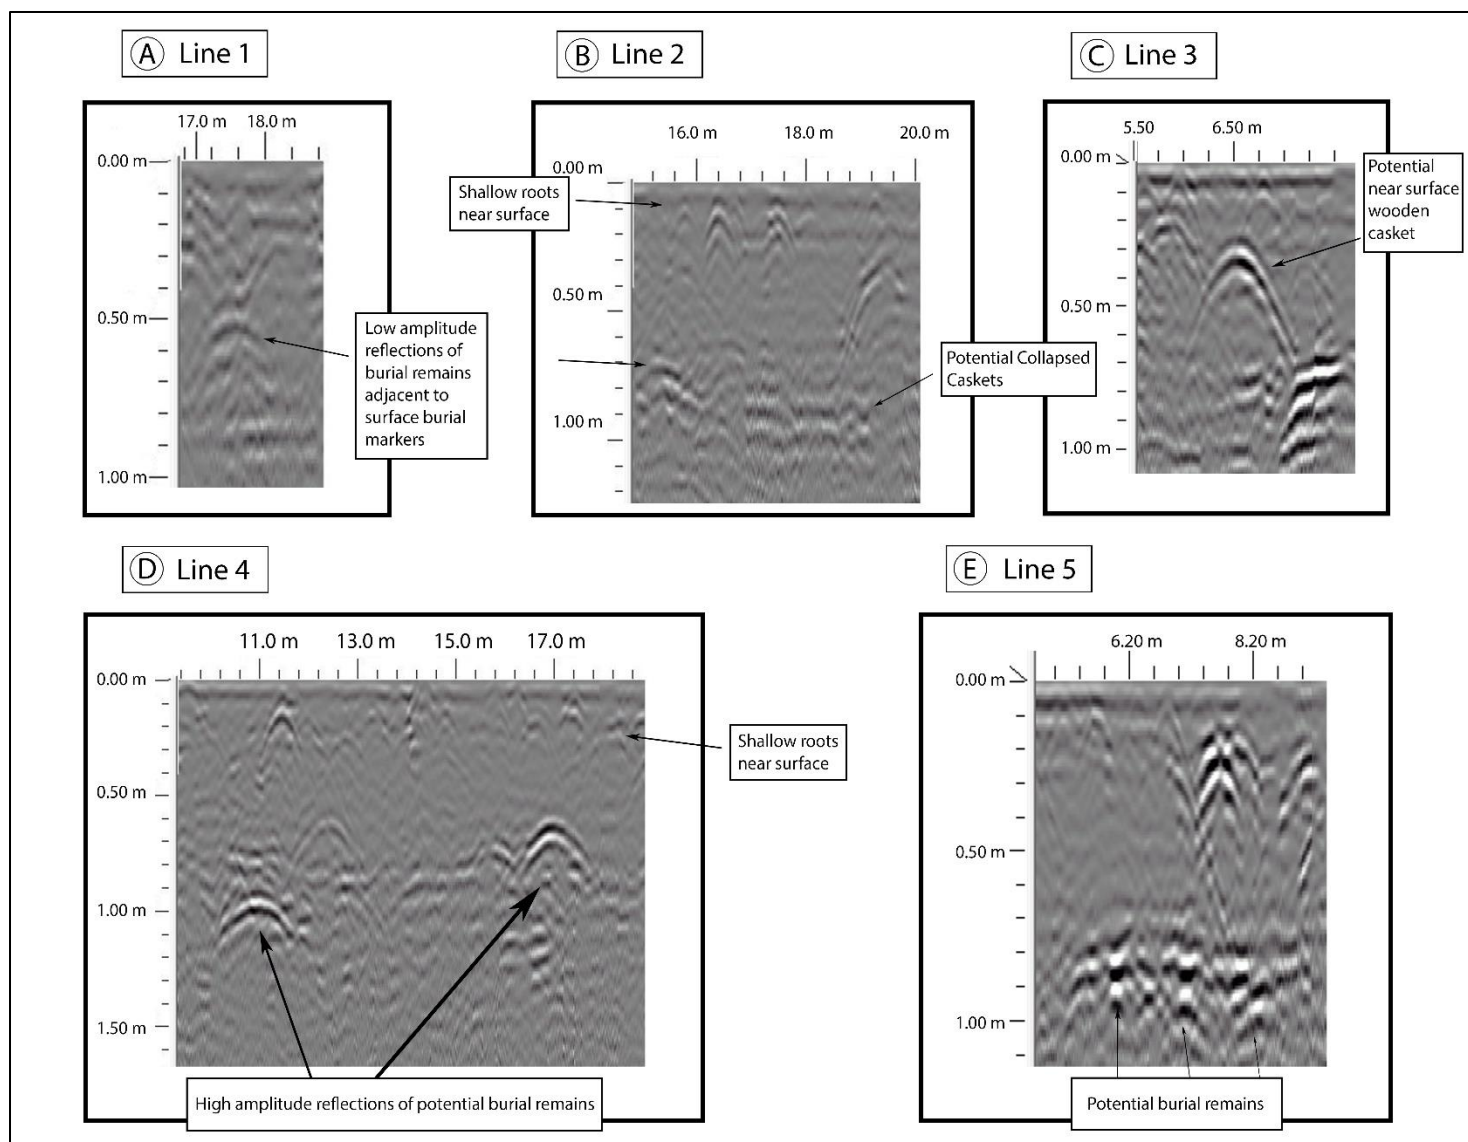 A Line 1
B Line 2
C Line 3
17.0 m 18.0 m
0.00 m
0.50 m
1.00 m
Low amplitude
reflections of
burial remains
adjacent to
surface burial
markers
16.0 m 18.0 m 20.0 m
0.00 m
0.50 m
1.00 m
Shallow roots
near surface
Potential Collapsed
Caskets
5.50 6.50 m
0.00 m
0.50 m
1.00 m
Potential
near surface
wooden
casket
D Line 4
E Line 5
11.0 m 13.0 m 15.0 m 17.0 m
0.00 m
0.50 m
1.00 m
1.50 m
Shallow roots
near surface
High amplitude reflections of potential burial remains
6.20 m 8.20 m
0.00 m
0.50 m
1.00 m
Potential burial remains